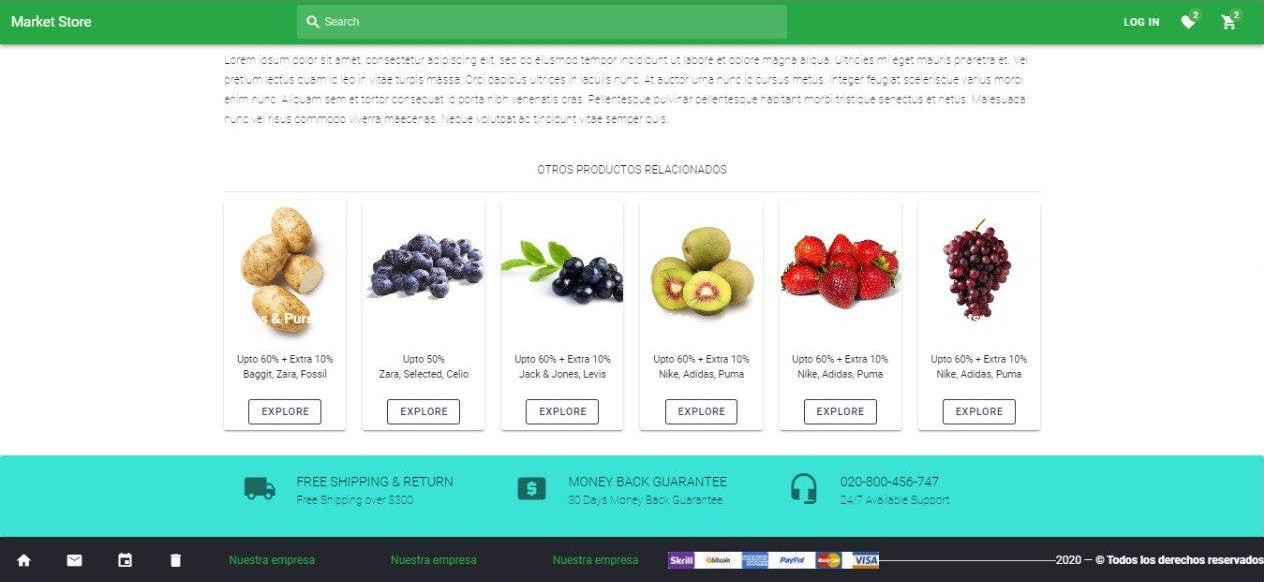 Market Store
Search
LOG IN
2
2
Lorem ipsum dolor sit amet, consectetur adipiscing elit, sed do eiusmod tempor incididunt ut labore et dolore magna aliqua. Ultricies mi eget mauris pharetra et. Vel
pretium lectus quam id leo in vitae turpis massa. Orci dapibus ultrices in iaculis nunc. At auctor urna nunc id cursus metus. Integer feugiat scelerisque varius morbi
enim nunc. Aliquam sem et tortor consequat id porta nibh venenatis cras. Pellentesque pulvinar pellentesque habitant morbi tristique senectus et netus. Malesuada
nunc vel risus commodo viverra maecenas. Neque volutpat ac tincidunt vitae semper quis.
OTROS PRODUCTOS RELACIONADOS
s & Purs
Upto 60% + Extra 10%
Baggit, Zara, Fossil
EXPLORE
Upto 50%
Zara, Selected, Celio
EXPLORE
Upto 60% + Extra 10%
Jack & Jones, Levis
EXPLORE
Upto 60% + Extra 10%
Nike, Adidas, Puma
EXPLORE
Upto 60% + Extra 10%
Nike, Adidas, Puma
EXPLORE
Upto 60% + Extra 10%
Nike, Adidas, Puma
EXPLORE
FREE SHIPPING & RETURN
Free Shipping over $300
MONEY BACK GUARANTEE
30 Days Money Back Guarantee
020-800-456-747
24/7 Available Support
Nuestra empresa
Nuestra empresa
Nuestra empresa
Skrill
bitcoin
PayPal
VISA
2020 — © Todos los derechos reservados